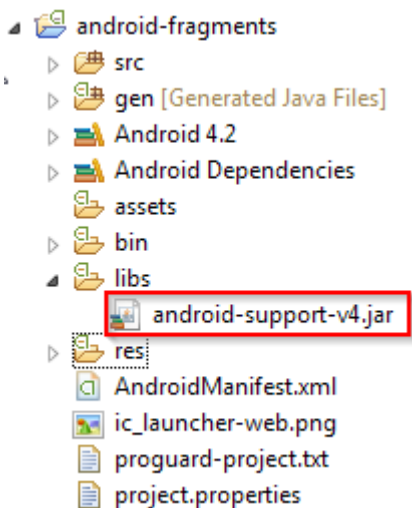 android-fragments
src
gen [Generated Java Files]
Android 4.2
Android Dependencies
assets
bin
libs
android-support-v4.jar
res
AndroidManifest.xml
ic_launcher-web.png
proguard-project.txt
project.properties